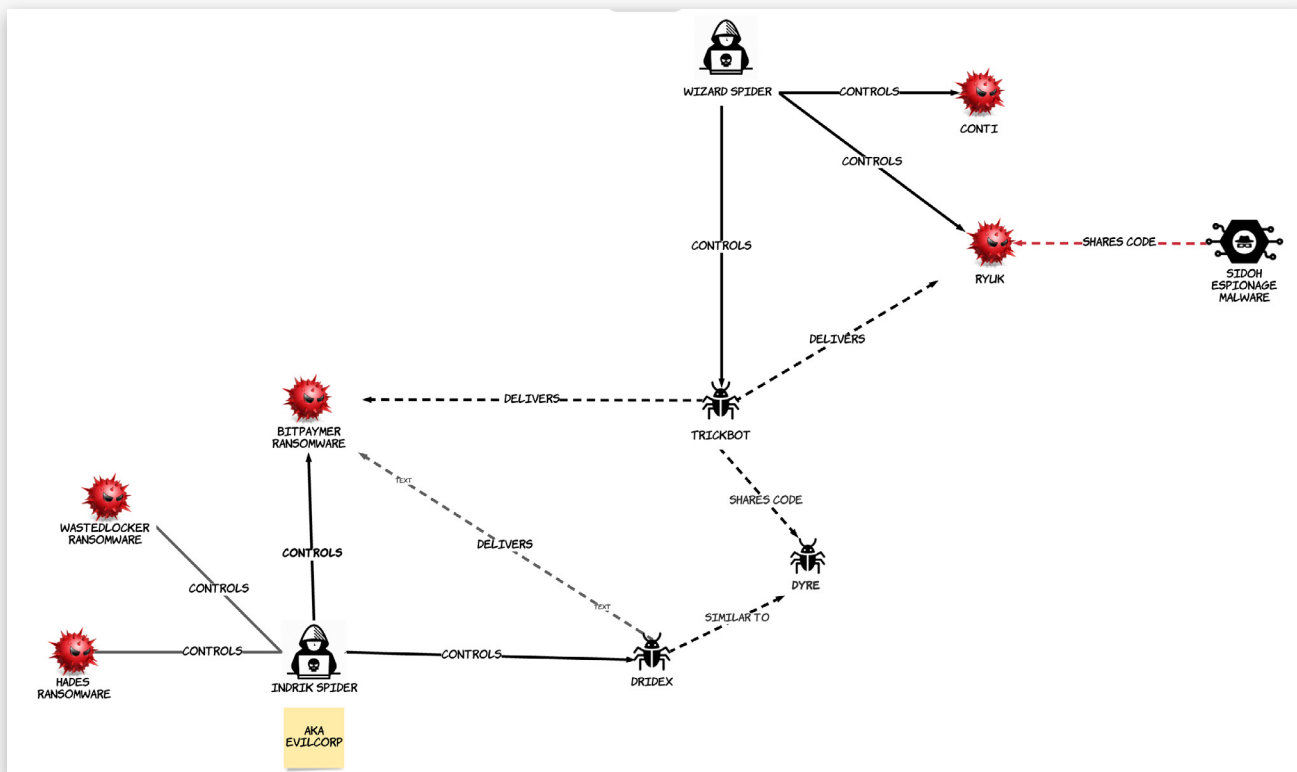 WIZARD SPIDER
CONTROLS
CONTI
CONTROLS
CONTROLS
RYUK
SHARES CODE
SIDOH
ESPIONAGE
MALWARE
DELIVERS
DELIVERS
TRICKBOT
BITPAYMER
RANSOMWARE
TEXT
SHARES CODE
WASTEDLOCKER
RANSOMWARE
DELIVERS
CONTROLS
DYRE
CONTROLS
TEXT
SIMILAR TO
CONTROLS
CONTROLS
HADES
RANSOMWARE
INDRIK SPIDER
DRIDEX
AKA
EVILCORP